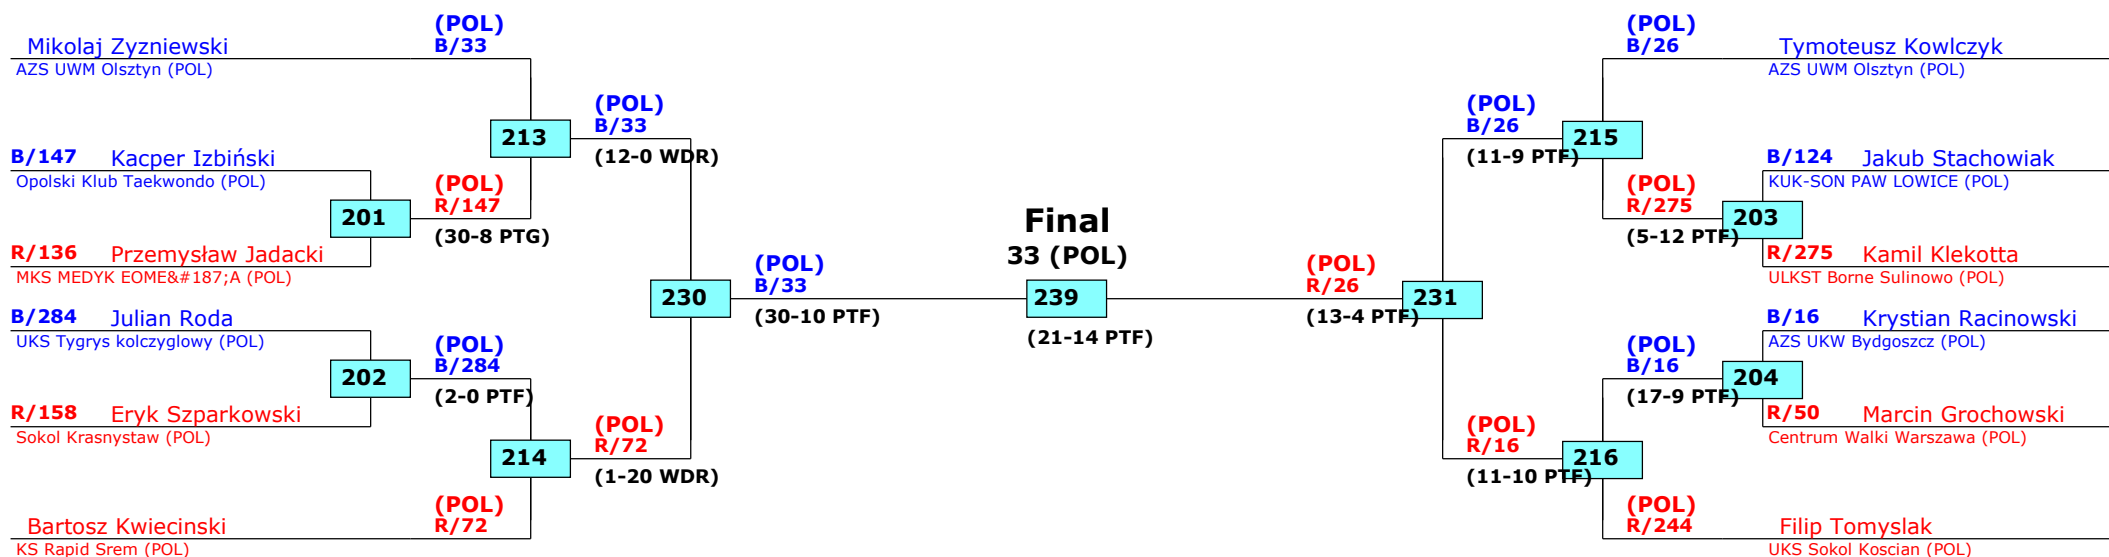 (POL)
B/33
Mikolaj Zyzniewski
AZS UWM Olsztyn (POL)
213
(POL)
B/33
(12-0 WDR)
B/147 Kacper Izbiński
Opolski Klub Taekwondo (POL)
201
(POL)
R/147
(30-8 PTG)
R/136 Przemysław Jadacki
MKS MEDYK EOME&#187;A (POL)
230
(POL)
B/33
(30-10 PTF)
B/284 Julian Roda
UKS Tygrys kolczyglowy (POL)
202
(POL)
B/284
(2-0 PTF)
R/158 Eryk Szparkowski
Sokol Krasnystaw (POL)
214
(POL)
R/72
(1-20 WDR)
(POL)
R/72
Bartosz Kwiecinski
KS Rapid Srem (POL)
Final
33 (POL)
239
(21-14 PTF)
(POL)
B/26
Tymoteusz Kowlczyk
AZS UWM Olsztyn (POL)
(POL)
B/26
(11-9 PTF)
215
B/124 Jakub Stachowiak
KUK-SON PAW LOWICE (POL)
(POL)
R/275
(5-12 PTF)
203
R/275 Kamil Klekotta
ULKST Borne Sulinowo (POL)
(POL)
R/26
(13-4 PTF)
231
B/16 Krystian Racinowski
AZS UKW Bydgoszcz (POL)
(POL)
B/16
(17-9 PTF)
204
R/50 Marcin Grochowski
Centrum Walki Warszawa (POL)
(POL)
R/16
(11-10 PTF)
216
(POL)
R/244
Filip Tomyslak
UKS Sokol Koscian (POL)